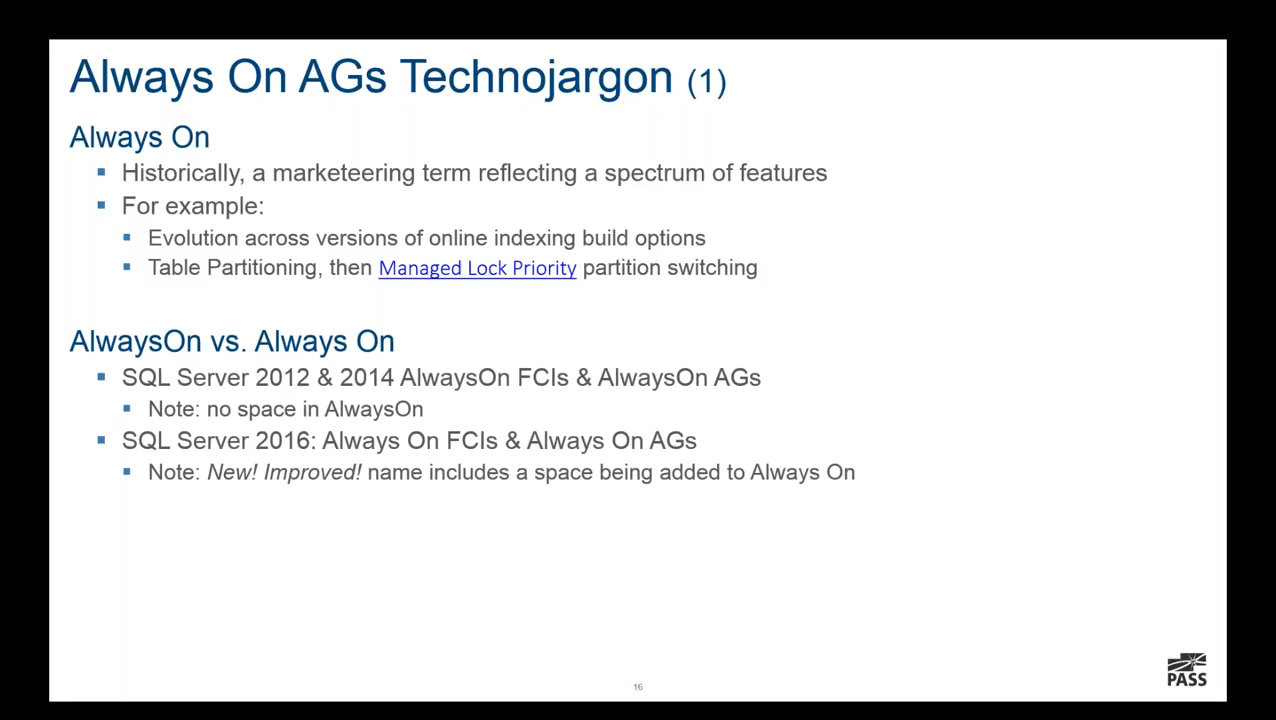 Always On AGs Technojargon (1)
Always On
Historically, a marketeering term reflecting a spectrum of features
For example:
Evolution across versions of online indexing build options
Table Partitioning, then Managed Lock Priority partition switching
AlwaysOn vs. Always On
SQL Server 2012 & 2014 AlwaysOn FCIs & AlwaysOn AGs
Note: no space in AlwaysOn
SQL Server 2016: Always On FCIs & Always On AGs
Note: New! Improved! name includes a space being added to Always On
16
PASS